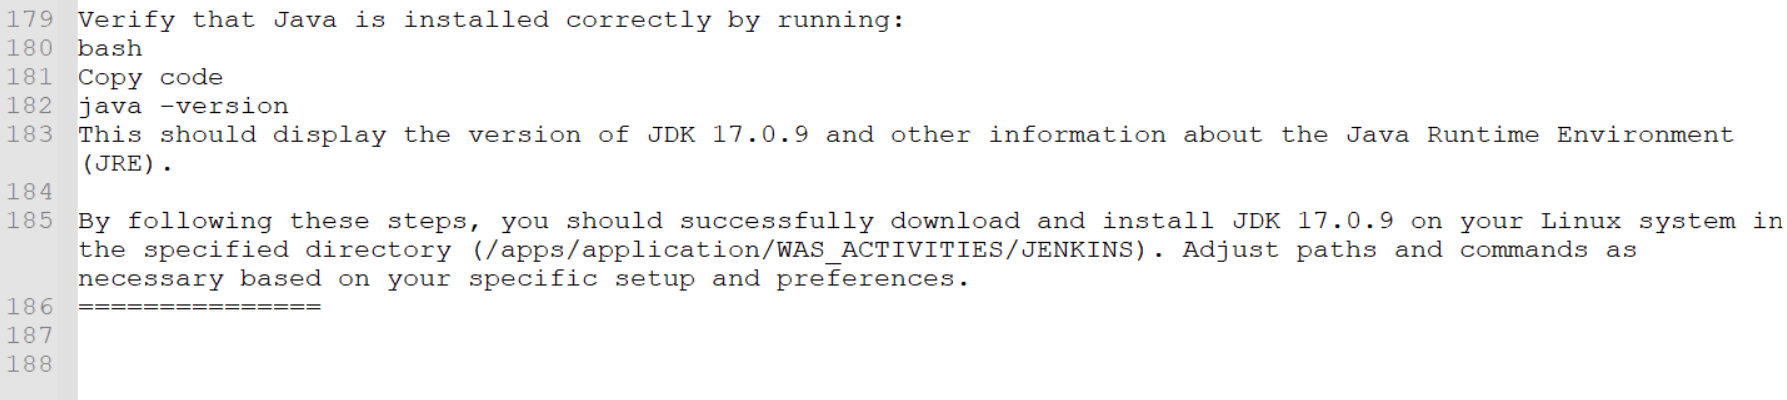 179 Verify that Java is installed correctly by running:
180 bash
181 Copy code
182 java -version
183 This should display the version of JDK 17.0.9 and other information about the Java Runtime Environment
(JRE).
184
185 By following these steps, you should successfully download and install JDK 17.0.9 on your Linux system in
the specified directory (/apps/application/WAS_ACTIVITIES/JENKINS). Adjust paths and commands as
necessary based on your specific setup and preferences.
186 ===============
187
188